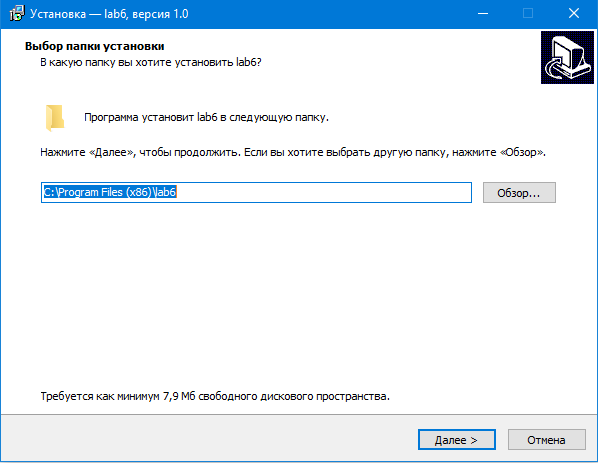 Установка — lab6, версия 1.0
Выбор папки установки
В какую папку вы хотите установить lab6?
Программа установит lab6 в следующую папку.
Нажмите «Далее», чтобы продолжить. Если вы хотите выбрать другую папку, нажмите «Обзор».
C:\Program Files (x86)\lab6
Обзор...
Требуется как минимум 7,9 Мб свободного дискового пространства.
Далее >
Отмена